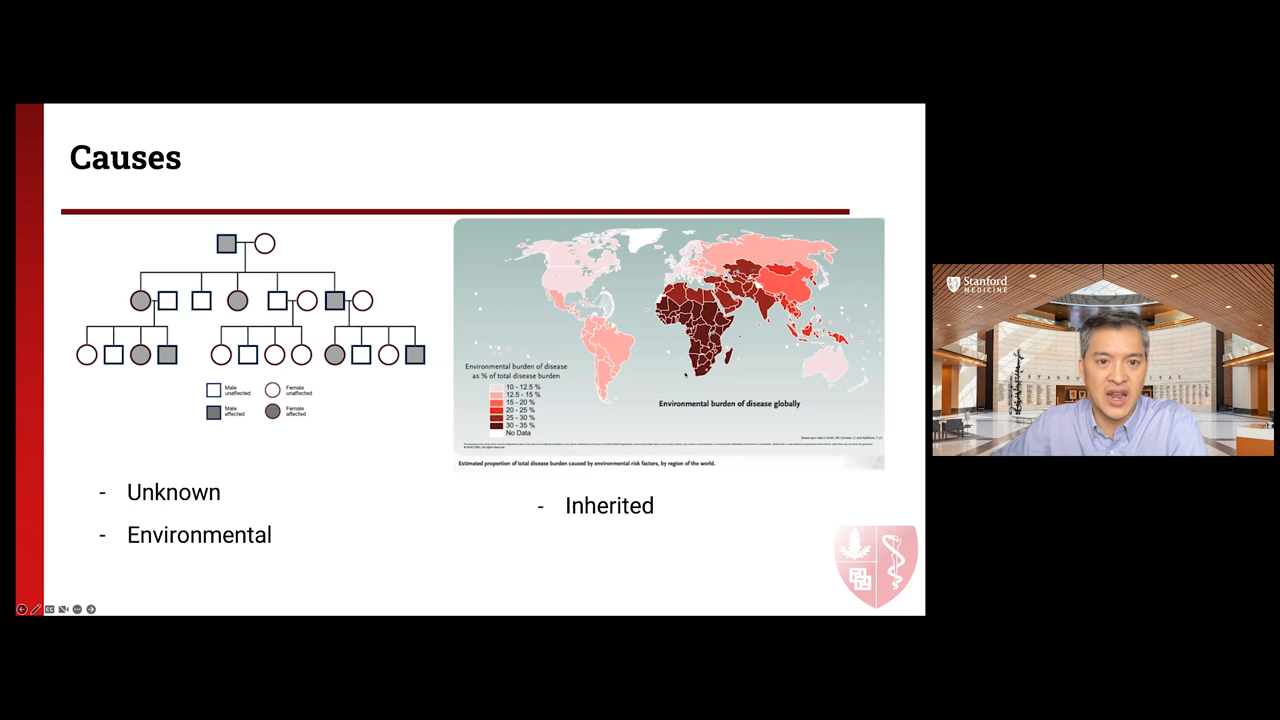 Causes
Male
unaffected
Female
unaffected
Male
affected
Female
affected
Environmental burden of disease
as % of total disease burden
10 - 12.5 %
12.5 - 15 %
15 - 20 %
20 - 25 %
25 - 30 %
30 - 35 %
No Data
Environmental burden of disease globally
Estimated proportion of total disease burden caused by environmental risk factors, by region of the world.
- Unknown
- Environmental
- Inherited
Stanford
MEDICINE